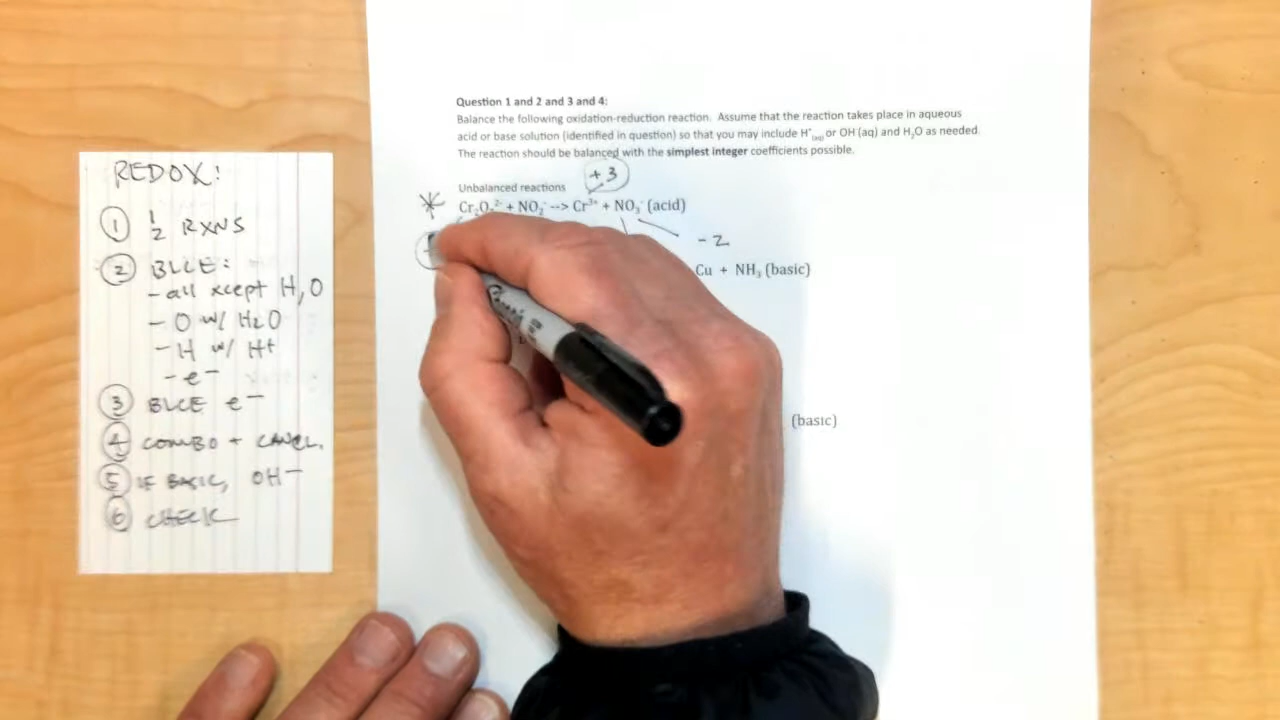 REDOX:
① 1/2 RXNS
② BLCE:
- all xcept H, O
- O w/ H2O
- H w/ H+
- e-
③ BLCE e-
④ COMBO + CANCL.
⑤ IF BASIC, OH-
⑥ CHECK
Question 1 and 2 and 3 and 4:
Balance the following oxidation-reduction reaction. Assume that the reaction takes place in aqueous
acid or base solution (identified in question) so that you may include H+(aq) or OH (aq) and H2O as needed.
The reaction should be balanced with the simplest integer coefficients possible.
+3
Unbalanced reactions
* Cr2O7 2- + NO2- --> Cr3+ + NO3- (acid)
-2
Cu + NH3 (basic)
(basic)